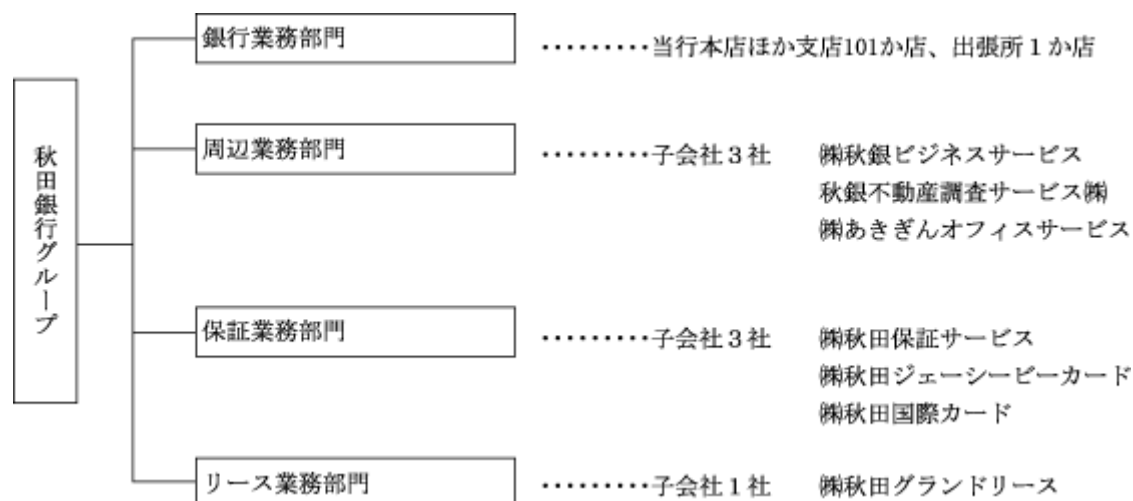 秋田銀行グループ
銀行業務部門 ・・・・・・・・・当行本店ほか支店101か店、出張所１か店
周辺業務部門 ・・・・・・・・・子会社３社 ㈱秋銀ビジネスサービス
秋銀不動産調査サービス㈱
㈱あきぎんオフィスサービス
保証業務部門 ・・・・・・・・・子会社３社 ㈱秋田保証サービス
㈱秋田ジェーシービーカード
㈱秋田国際カード
リース業務部門 ・・・・・・・・・子会社１社 ㈱秋田グランドリース